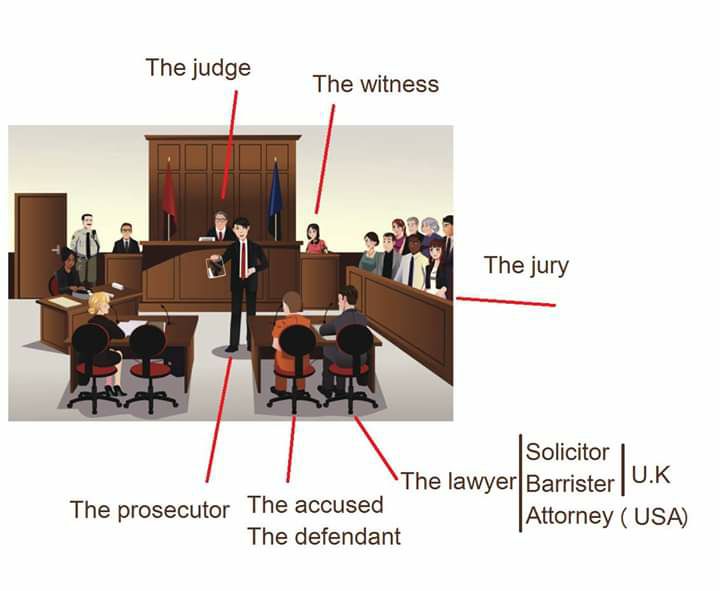 The judge
The witness
The jury
The prosecutor
The accused
The defendant
The lawyer
Solicitor
Barrister
U.K
Attorney ( USA)